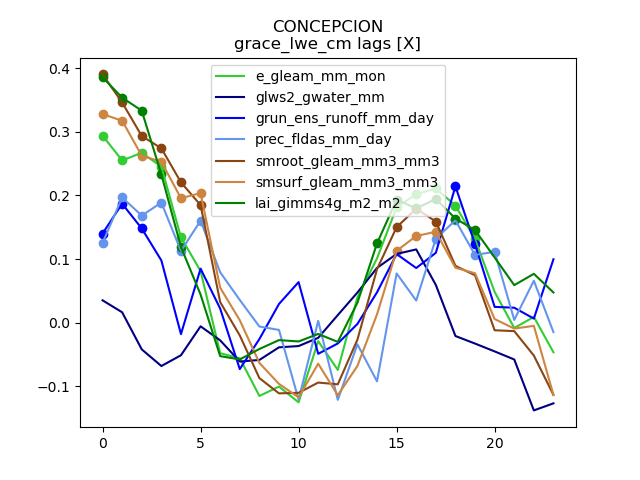 CONCEPCION
grace_lwe_cm lags [X]
e_gleam_mm_mon
glws2_gwater_mm
grun_ens_runoff_mm_day
prec_fldas_mm_day
smroot_gleam_mm3_mm3
smsurf_gleam_mm3_mm3
lai_gimms4g_m2_m2
0.4
0.3
0.2
0.1
0.0
−0.1
0 5 10 15 20